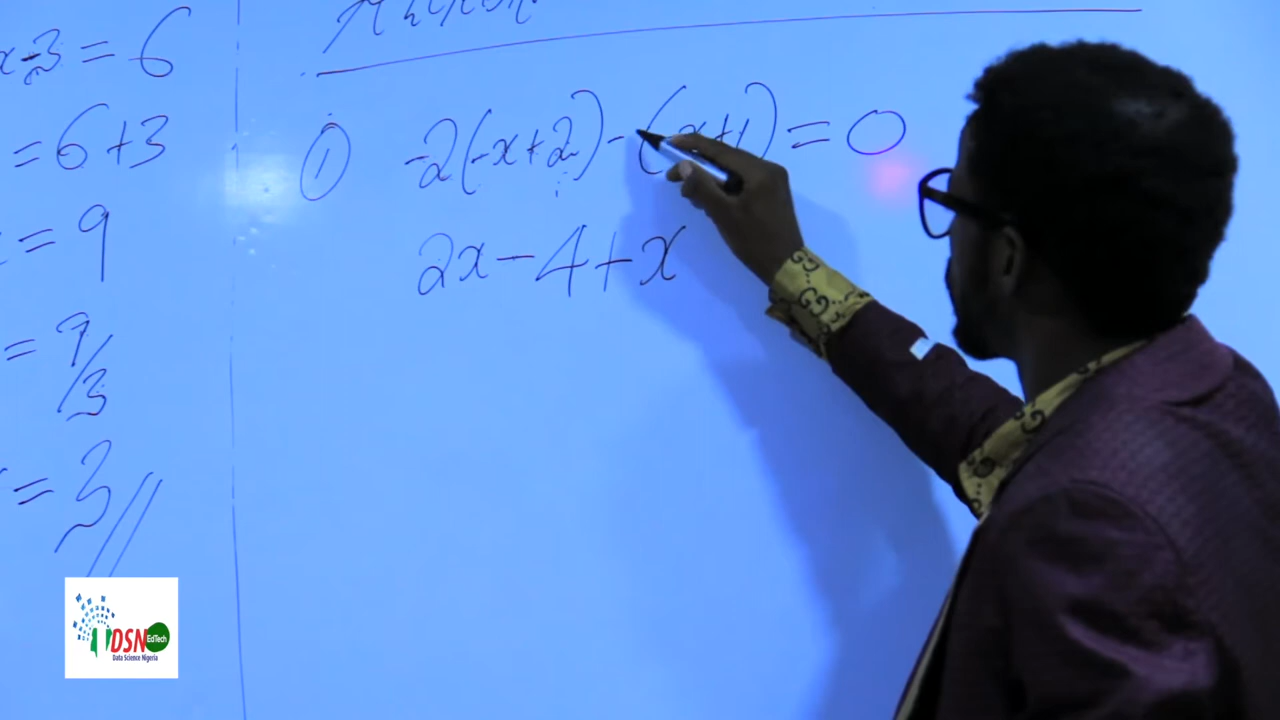 x-3 = 6
= 6+3
= 9
= 9/3
= 3
① -2(-x+2)-(x+1) = 0
2x-4+x
DSN EdTech
Data Science Nigeria